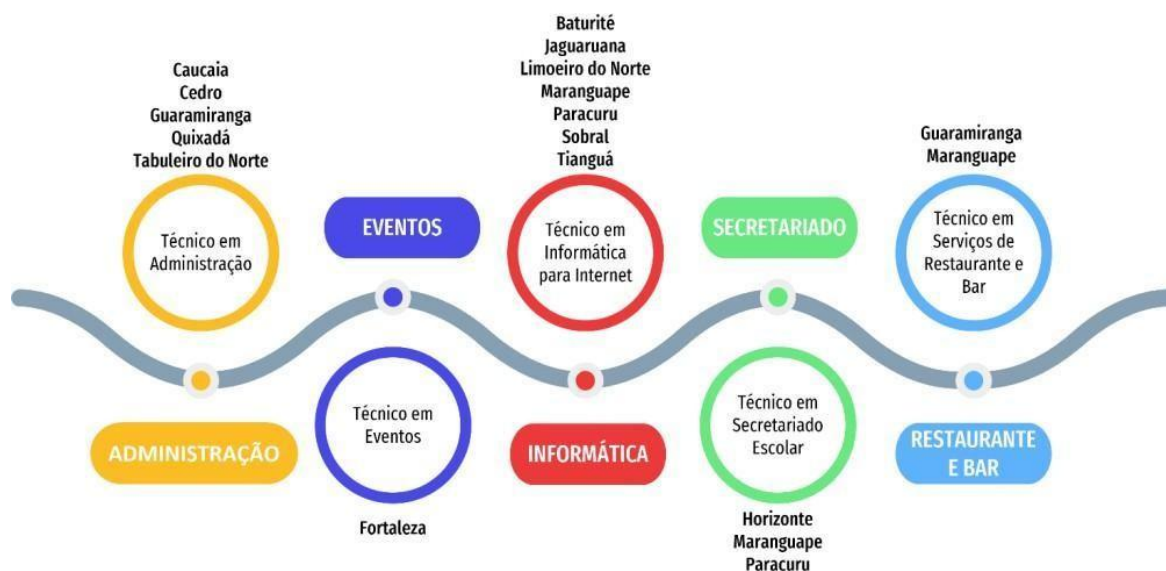 Caucaia
Cedro
Guaramiranga
Quixadá
Tabuleiro do Norte
Técnico em
Administração
ADMINISTRAÇÃO
EVENTOS
Técnico em
Eventos
Fortaleza
Baturité
Jaguaruana
Limoeiro do Norte
Maranguape
Paracuru
Sobral
Tianguá
Técnico em
Informática
para Internet
INFORMÁTICA
SECRETARIADO
Técnico em
Secretariado
Escolar
Horizonte
Maranguape
Paracuru
Guaramiranga
Maranguape
Técnico em
Serviços de
Restaurante e
Bar
RESTAURANTE
E BAR